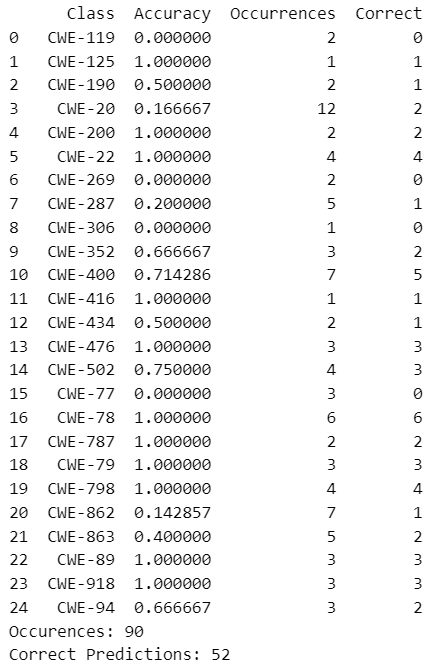 Class Accuracy Occurrences Correct
0 CWE-119 0.000000 2 0
1 CWE-125 1.000000 1 1
2 CWE-190 0.500000 2 1
3 CWE-20 0.166667 12 2
4 CWE-200 1.000000 2 2
5 CWE-22 1.000000 4 4
6 CWE-269 0.000000 2 0
7 CWE-287 0.200000 5 1
8 CWE-306 0.000000 1 0
9 CWE-352 0.666667 3 2
10 CWE-400 0.714286 7 5
11 CWE-416 1.000000 1 1
12 CWE-434 0.500000 2 1
13 CWE-476 1.000000 3 3
14 CWE-502 0.750000 4 3
15 CWE-77 0.000000 3 0
16 CWE-78 1.000000 6 6
17 CWE-787 1.000000 2 2
18 CWE-79 1.000000 3 3
19 CWE-798 1.000000 4 4
20 CWE-862 0.142857 7 1
21 CWE-863 0.400000 5 2
22 CWE-89 1.000000 3 3
23 CWE-918 1.000000 3 3
24 CWE-94 0.666667 3 2
Occurences: 90
Correct Predictions: 52